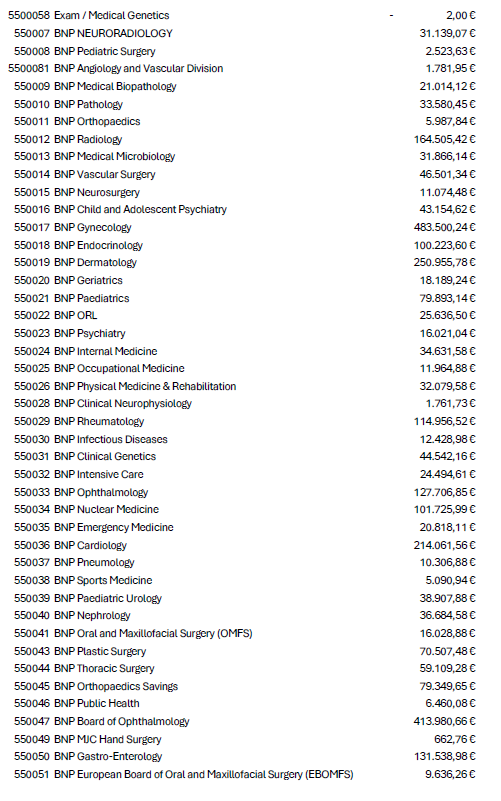 5500058 Exam / Medical Genetics - 2,00 €
550007 BNP NEURORADIOLOGY 31.139,07 €
550008 BNP Pediatric Surgery 2.523,63 €
5500081 BNP Angiology and Vascular Division 1.781,95 €
550009 BNP Medical Biopathology 21.014,12 €
550010 BNP Pathology 33.580,45 €
550011 BNP Orthopaedics 5.987,84 €
550012 BNP Radiology 164.505,42 €
550013 BNP Medical Microbiology 31.866,14 €
550014 BNP Vascular Surgery 46.501,34 €
550015 BNP Neurosurgery 11.074,48 €
550016 BNP Child and Adolescent Psychiatry 43.154,62 €
550017 BNP Gynecology 483.500,24 €
550018 BNP Endocrinology 100.223,60 €
550019 BNP Dermatology 250.955,78 €
550020 BNP Geriatrics 18.189,24 €
550021 BNP Paediatrics 79.893,14 €
550022 BNP ORL 25.636,50 €
550023 BNP Psychiatry 16.021,04 €
550024 BNP Internal Medicine 34.631,58 €
550025 BNP Occupational Medicine 11.964,88 €
550026 BNP Physical Medicine & Rehabilitation 32.079,58 €
550028 BNP Clinical Neurophysiology 1.761,73 €
550029 BNP Rheumatology 114.956,52 €
550030 BNP Infectious Diseases 12.428,98 €
550031 BNP Clinical Genetics 44.542,16 €
550032 BNP Intensive Care 24.494,61 €
550033 BNP Ophthalmology 127.706,85 €
550034 BNP Nuclear Medicine 101.725,99 €
550035 BNP Emergency Medicine 20.818,11 €
550036 BNP Cardiology 214.061,56 €
550037 BNP Pneumology 10.306,88 €
550038 BNP Sports Medicine 5.090,94 €
550039 BNP Paediatric Urology 38.907,88 €
550040 BNP Nephrology 36.684,58 €
550041 BNP Oral and Maxillofacial Surgery (OMFS) 16.028,88 €
550043 BNP Plastic Surgery 70.507,48 €
550044 BNP Thoracic Surgery 59.109,28 €
550045 BNP Orthopaedics Savings 79.349,65 €
550046 BNP Public Health 6.460,08 €
550047 BNP Board of Ophthalmology 413.980,66 €
550049 BNP MJC Hand Surgery 662,76 €
550050 BNP Gastro-Enterology 131.538,98 €
550051 BNP European Board of Oral and Maxillofacial Surgery (EBOMFS) 9.636,26 €